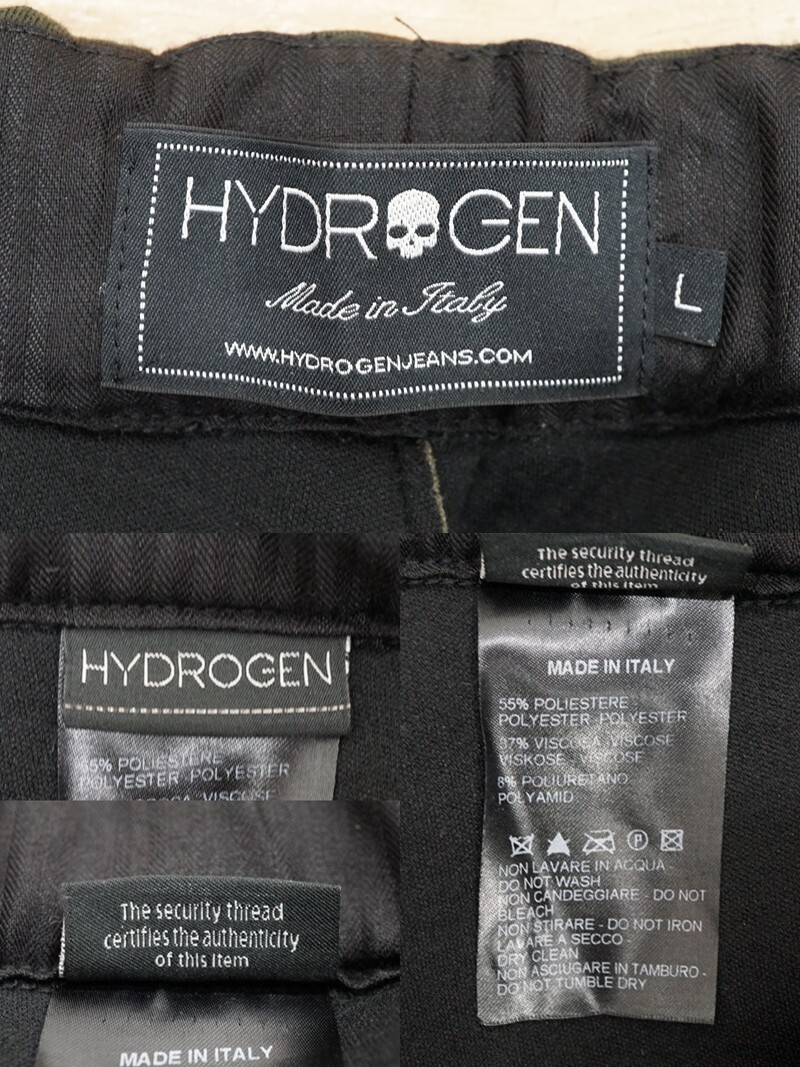 HYDROGEN
Made in Italy
WWW.HYDROGENJEANS.COM
L
HYDROGEN
55% POLIESTERE
POLYESTER POLYESTER
VISCOSE
The security thread
certifies the authenticity
of this item
MADE IN ITALY
The security thread
certifies the authenticity
of this item
MADE IN ITALY
55% POLIESTERE
POLYESTER POLYESTER
37% VISCOSA VISCOSE
VISKOSE VISCOSE
8% POLIURETANO
POLYAMID
P
NON LAVARE IN ACQUA
DO NOT WASH
NON CANDEGGIARE - DO NOT
BLEACH
NON STIRARE - DO NOT IRON
LAVARE A SECCO -
DRY CLEAN
NON ASCIUGARE IN TAMBURO -
DO NOT TUMBLE DRY